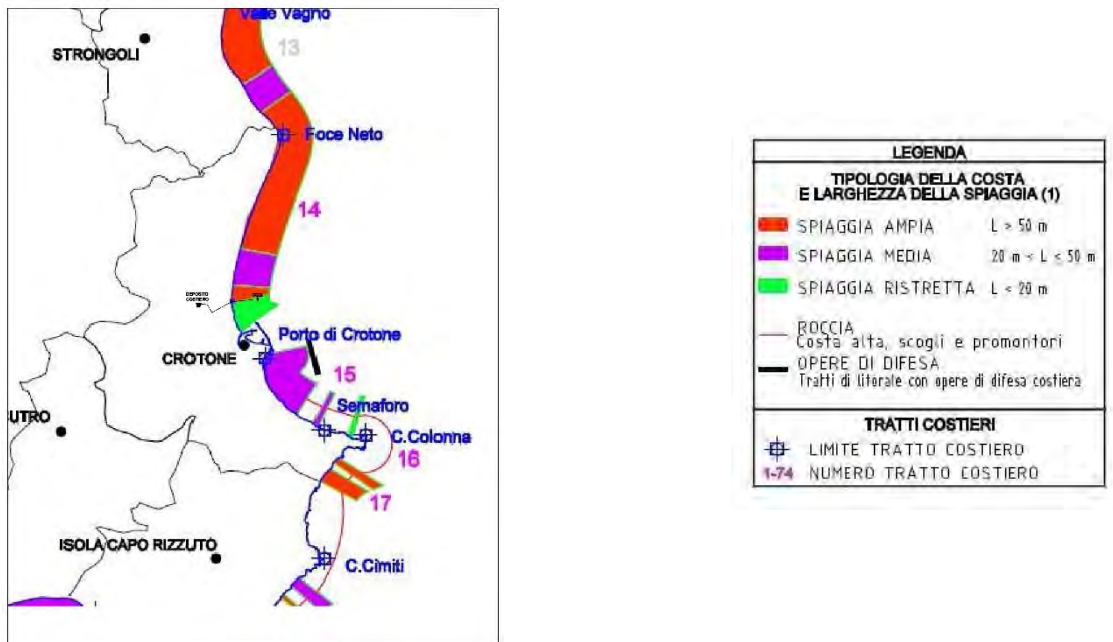 Valle Vagno
13
STRONGOLI
Foce Neto
14
DEPOSITO
COSTIERO
Porto di Crotone
CROTONE
15
Semaforo
UTRO
C.Colonna
16
17
ISOLA CAPO RIZZUTO
C.Cimiti
LEGENDA
TIPOLOGIA DELLA COSTA
E LARGHEZZA DELLA SPIAGGIA (1)
SPIAGGIA AMPIA L > 50 m
SPIAGGIA MEDIA 20 m < L < 50 m
SPIAGGIA RISTRETTA L < 20 m
ROCCIA
Costa alta, scogli e promontori
OPERE DI DIFESA
Tratti di litorale con opere di difesa costiera
TRATTI COSTIERI
LIMITE TRATTO COSTIERO
1-74 NUMERO TRATTO COSTIERO